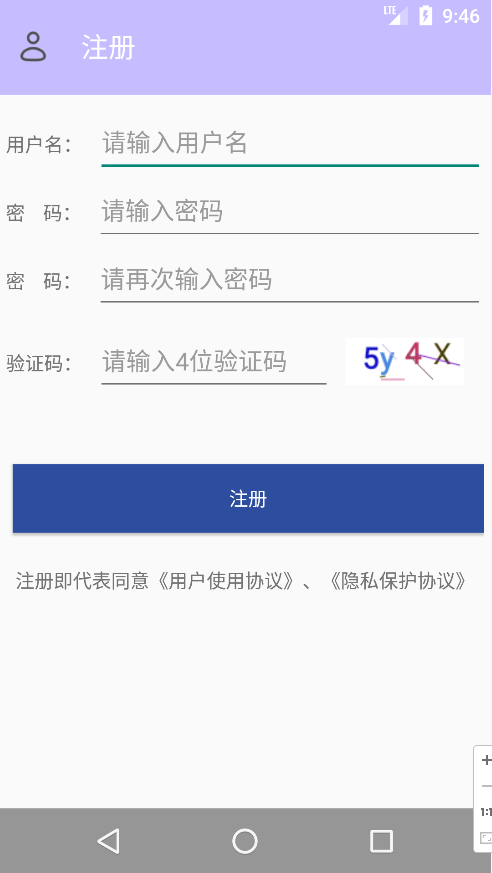 LTE 9:46
注册
用户名： 请输入用户名
密 码： 请输入密码
密 码： 请再次输入密码
验证码： 请输入4位验证码 5y4X
注册
注册即代表同意《用户使用协议》、《隐私保护协议》